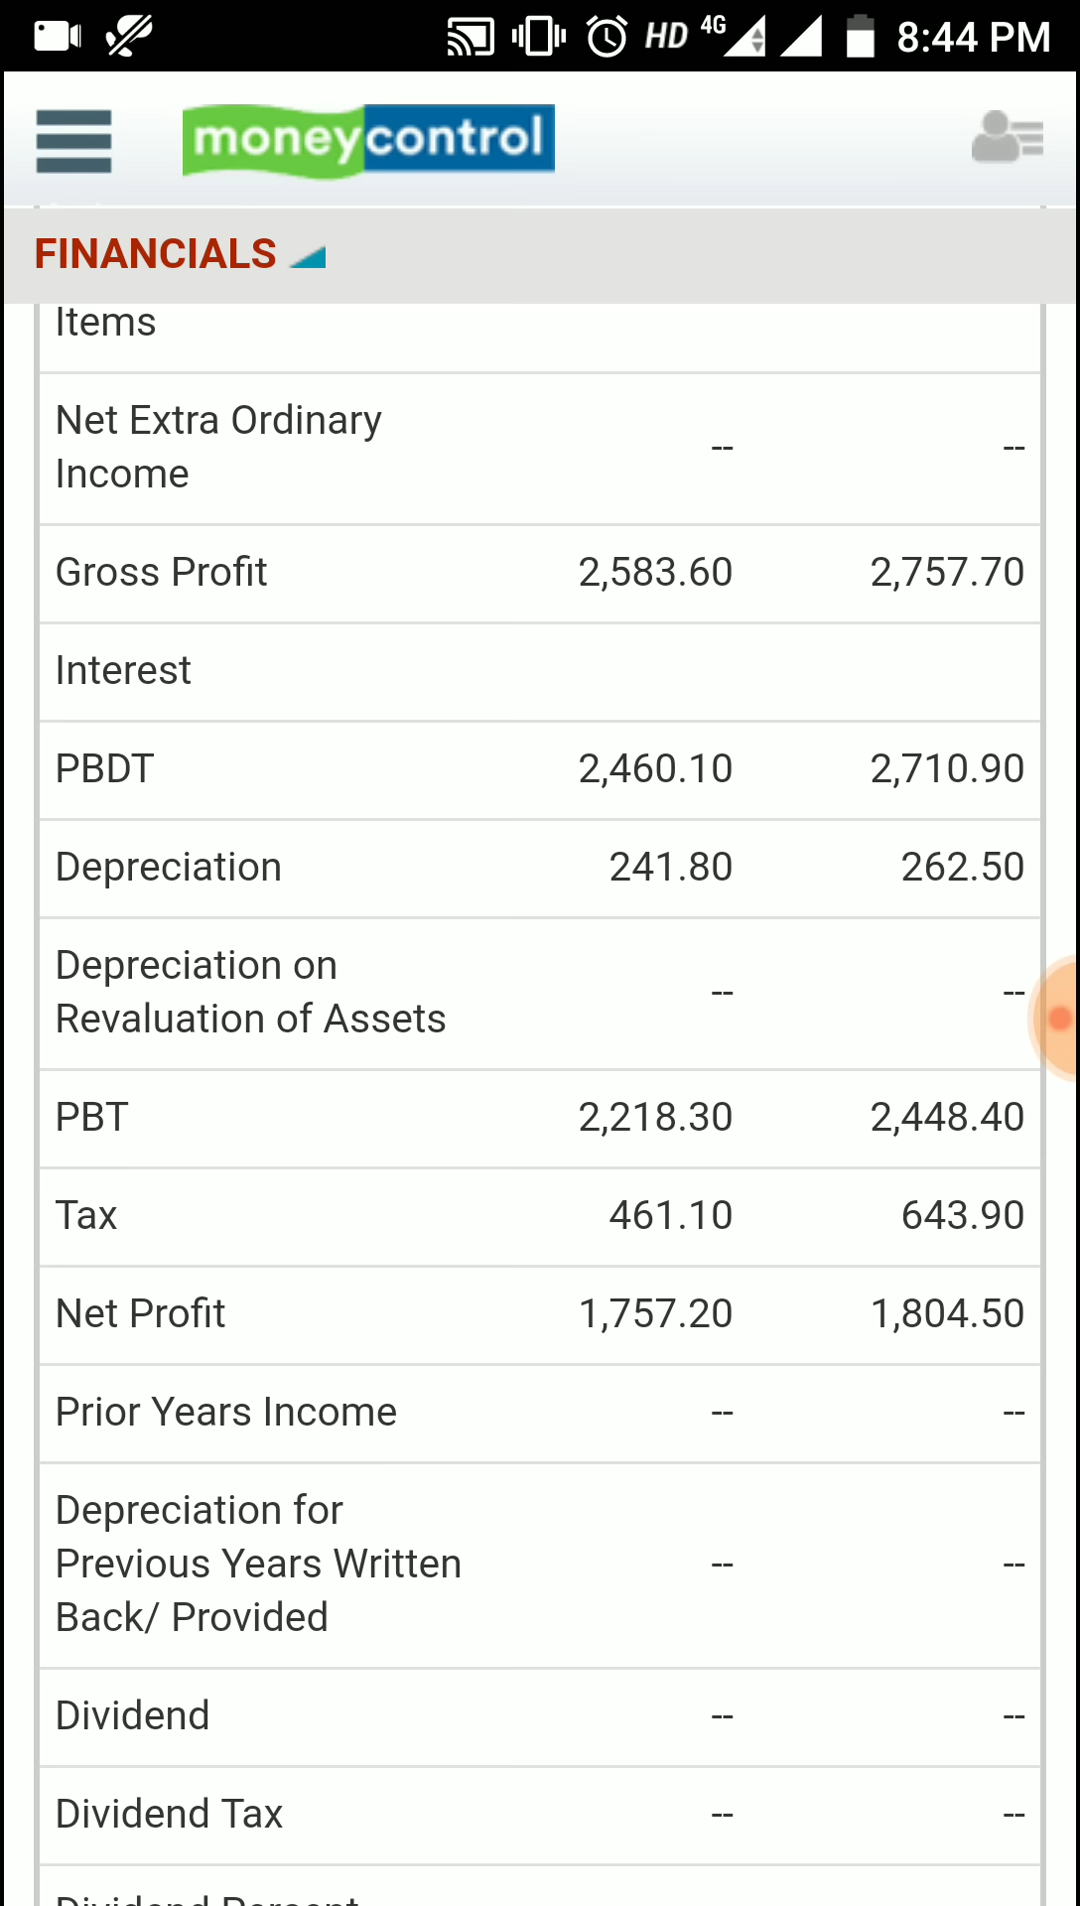 HD 4G 8:44 PM
moneycontrol
FINANCIALS
Items
Net Extra Ordinary
Income -- --
Gross Profit 2,583.60 2,757.70
Interest
PBDT 2,460.10 2,710.90
Depreciation 241.80 262.50
Depreciation on
Revaluation of Assets -- --
PBT 2,218.30 2,448.40
Tax 461.10 643.90
Net Profit 1,757.20 1,804.50
Prior Years Income -- --
Depreciation for
Previous Years Written -- --
Back/ Provided
Dividend -- --
Dividend Tax -- --
Dividend Percent